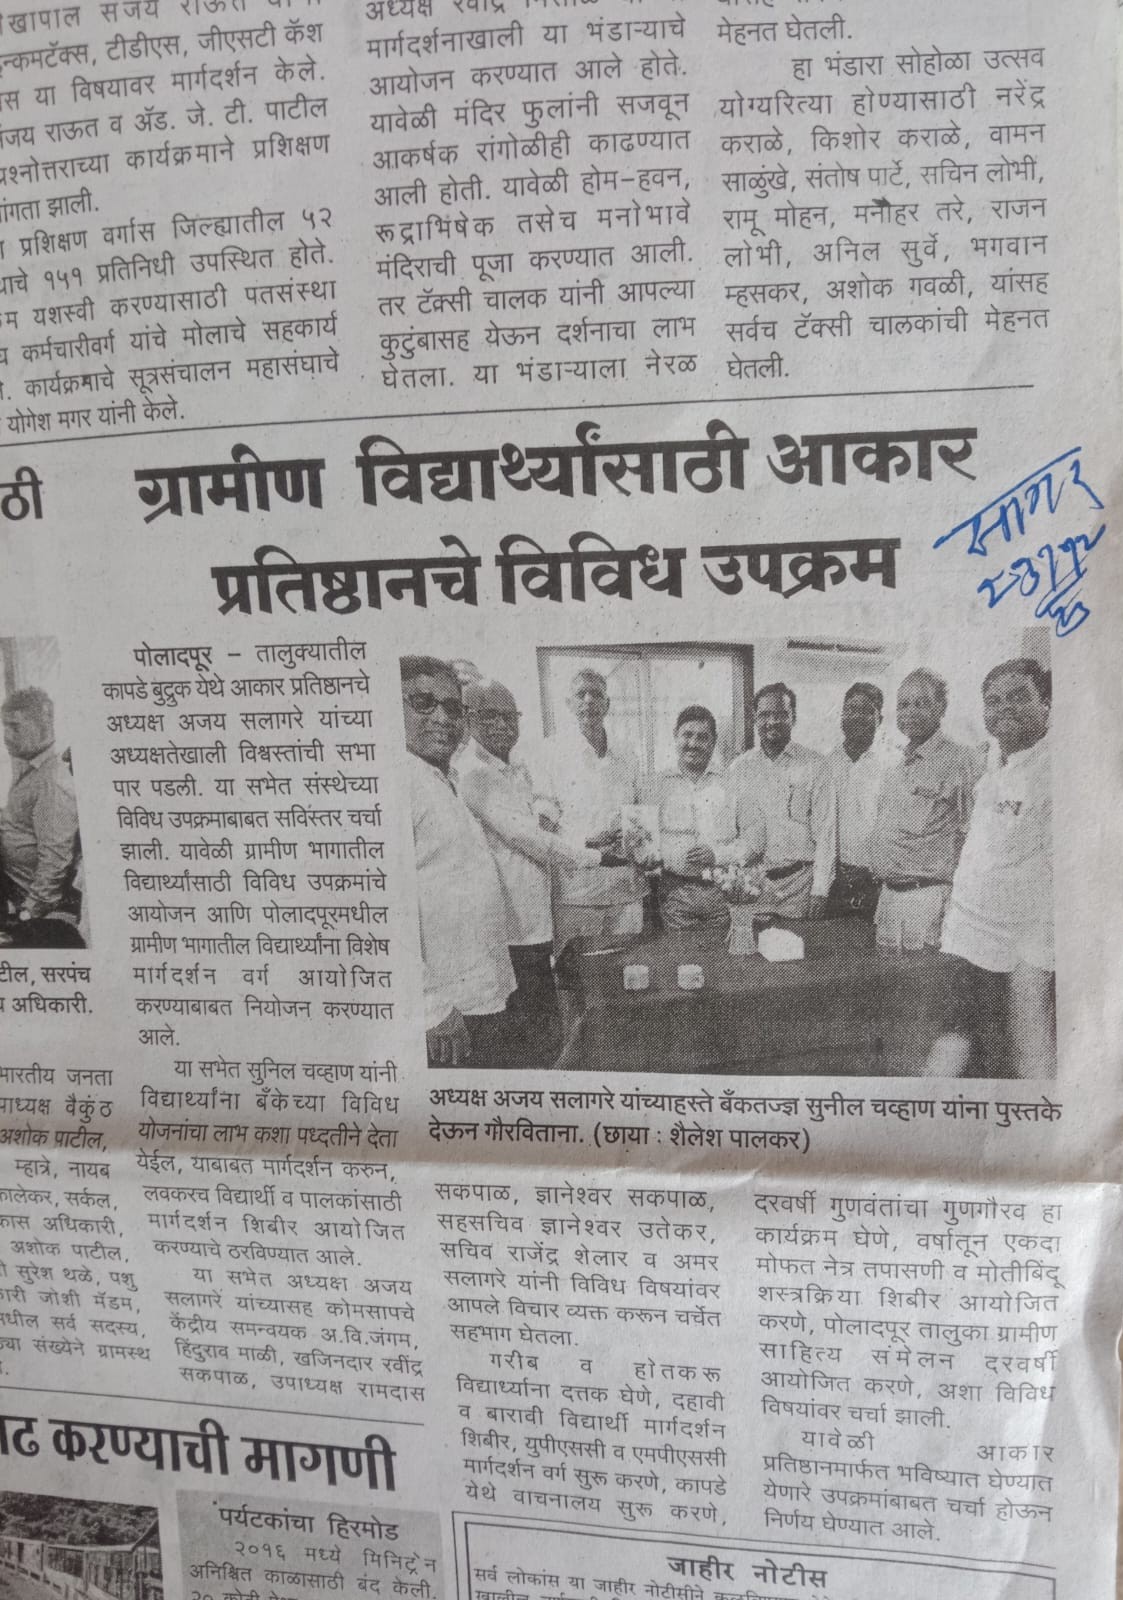 खापाल संजय राऊत
इन्कमटॅक्स, टीडीएस, जीएसटी कॅश
या विषयावर मार्गदर्शन केले.
संजय राऊत व ॲड. जे. टी. पाटील
प्रश्नोत्तराच्या कार्यक्रमाने प्रशिक्षण
सांगता झाली.
प्रशिक्षण वर्गास जिल्ह्यातील ५२
१५१ प्रतिनिधी उपस्थित होते.
यशस्वी करण्यासाठी पतसंस्था
कर्मचारीवर्ग यांचे मोलाचे सहकार्य
कार्यक्रमाचे सूत्रसंचालन महासंघाचे
योगेश मगर यांनी केले.
अध्यक्ष रवींद्र
मार्गदर्शनाखाली या भंडाऱ्याचे
आयोजन करण्यात आले होते.
यावेळी मंदिर फुलांनी सजवून
आकर्षक रांगोळीही काढण्यात
आली होती. यावेळी होम-हवन,
रूद्राभिंषेक तसेच मनोभावे
मंदिराची पूजा करण्यात आली.
तर टॅक्सी चालक यांनी आपल्या
कुटुंबासह येऊन दर्शनाचा लाभ
घेतला. या भंडाऱ्याला नेरळ
मेहनत घेतली.
हा भंडारा सोहोळा उत्सव
योग्यरित्या होण्यासाठी नरेंद्र
कराळे, किशोर कराळे, वामन
साळुंखे, संतोष पार्टे, सचिन लोभी,
रामू मोहन, मनोहर तरे, राजन
लोभी, अनिल सुर्वे, भगवान
म्हसकर, अशोक गवळी, यांसह
सर्वच टॅक्सी चालकांची मेहनत
घेतली.
ठी
ग्रामीण विद्यार्थ्यांसाठी आकार
प्रतिष्ठानचे विविध उपक्रम
सागर
पोलादपूर – तालुक्यातील
कापडे बुद्रुक येथे आकार प्रतिष्ठानचे
अध्यक्ष अजय सलागरे यांच्या
अध्यक्षतेखाली विश्वस्तांची सभा
पार पडली. या सभेत संस्थेच्या
विविध उपक्रमाबाबत सविस्तर चर्चा
झाली. यावेळी ग्रामीण भागातील
विद्यार्थ्यांसाठी विविध उपक्रमांचे
आयोजन आणि पोलादपूरमधील
ग्रामीण भागातील विद्यार्थ्यांना विशेष
मार्गदर्शन वर्ग आयोजित
करण्याबाबत नियोजन करण्यात
आले.
या सभेत सुनिल चव्हाण यांनी
विद्यार्थ्यांना बँकेच्या विविध
योजनांचा लाभ कशा पध्दतीने देता
येईल, याबाबत मार्गदर्शन करुन,
लवकरच विद्यार्थी व पालकांसाठी
मार्गदर्शन शिबीर आयोजित
करण्याचे ठरविण्यात आले.
या सभेत अध्यक्षा अजय
सलागरे यांच्यासह कोमसापचे
केंद्रीय समन्वयक अ.वि.जंगम,
हिंदुराव माळी, खजिनदार रवींद्र
सकपाळ, उपाध्यक्ष रामदास
अध्यक्ष अजय सलागरे यांच्याहस्ते बँकतज्ज्ञ सुनील चव्हाण यांना पुस्तके
देऊन गौरविताना. (छाया : शैलेश पालकर)
सकपाळ, ज्ञानेश्वर सकपाळ,
सहसचिव ज्ञानेश्वर उतेकर,
सचिव राजेंद्र शेलार व अमर
सलागरे यांनी विविध विषयांवर
आपले विचार व्यक्त करून चर्चेत
सहभाग घेतला.
गरीब व होतकरू
विद्यार्थ्यांना दत्तक घेणे, दहावी
व बारावी विद्यार्थी मार्गदर्शन
शिबीर, युपीएससी व एमपीएससी
मार्गदर्शन वर्ग सुरू करणे, कापडे
येथे वाचनालय सुरू करणे,
दरवर्षी गुणवंतांचा गुणगौरव हा
कार्यक्रम घेणे, वर्षातून एकदा
मोफत नेत्र तपासणी व मोतीबिंदू
शस्त्रक्रिया शिबीर आयोजित
करणे, पोलादपूर तालुका ग्रामीण
साहित्य संमेलन दरवर्षी
आयोजित करणे, अशा विविध
विषयांवर चर्चा झाली.
यावेळी आकार
प्रतिष्ठानमार्फत भविष्यात घेण्यात
येणारे उपक्रमांबाबत चर्चा होऊन
निर्णय घेण्यात आले.
टील, सरपंच
अधिकारी.
भारतीय जनता
पाध्यक्ष वैकुंठ
अशोक पाटील,
म्हात्रे, नायब
कालेकर, सर्कल,
कास अधिकारी,
अशोक पाटील,
सुरेश थळे, पशु
कारी जोशी मॅडम,
मधील सर्व सदस्य,
च्या संख्येने ग्रामस्थ
ाढ करण्याची मागणी
पर्यटकांचा हिरमोड
२०१६ मध्ये मिनिट्रेन
अनिश्चित काळासाठी बंद केली.
जाहीर नोटीस
सर्व लोकांस या जाहीर नोटीसीने